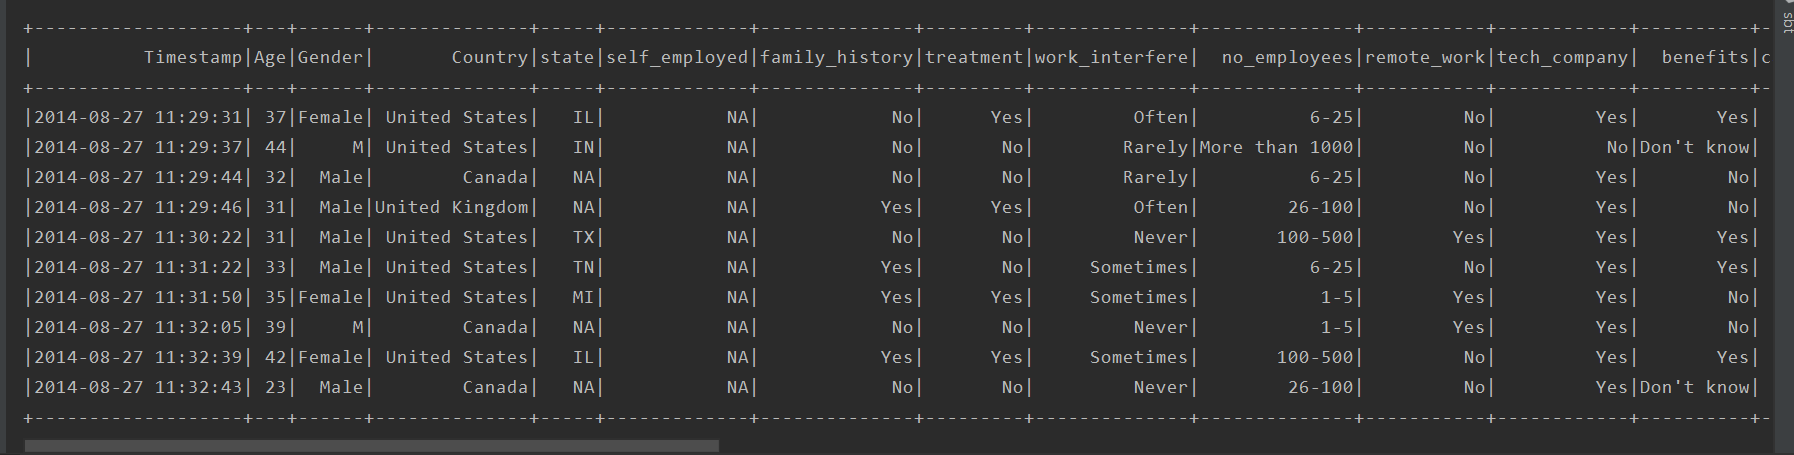 +-------------------+---+------+--------------+-----+-------------+--------------+---------+--------------+--------------+-----------+------------+----------+-
|          Timestamp|Age|Gender|       Country|state|self_employed|family_history|treatment|work_interfere|  no_employees|remote_work|tech_company|  benefits|c
+-------------------+---+------+--------------+-----+-------------+--------------+---------+--------------+--------------+-----------+------------+----------+-
|2014-08-27 11:29:31| 37|Female| United States|   IL|           NA|            No|      Yes|         Often|          6-25|         No|         Yes|       Yes|
|2014-08-27 11:29:37| 44|     M| United States|   IN|           NA|            No|       No|        Rarely|More than 1000|         No|          No|Don't know|
|2014-08-27 11:29:44| 32|  Male|        Canada|   NA|           NA|            No|       No|        Rarely|          6-25|         No|         Yes|        No|
|2014-08-27 11:29:46| 31|  Male|United Kingdom|   NA|           NA|           Yes|      Yes|         Often|        26-100|         No|         Yes|        No|
|2014-08-27 11:30:22| 31|  Male| United States|   TX|           NA|            No|       No|         Never|       100-500|        Yes|         Yes|       Yes|
|2014-08-27 11:31:22| 33|  Male| United States|   TN|           NA|           Yes|       No|     Sometimes|          6-25|         No|         Yes|       Yes|
|2014-08-27 11:31:50| 35|Female| United States|   MI|           NA|           Yes|      Yes|     Sometimes|           1-5|        Yes|         Yes|        No|
|2014-08-27 11:32:05| 39|     M|        Canada|   NA|           NA|            No|       No|         Never|           1-5|        Yes|         Yes|        No|
|2014-08-27 11:32:39| 42|Female| United States|   IL|           NA|           Yes|      Yes|     Sometimes|       100-500|         No|         Yes|       Yes|
|2014-08-27 11:32:43| 23|  Male|        Canada|   NA|           NA|            No|       No|         Never|        26-100|         No|         Yes|Don't know|
+-------------------+---+------+--------------+-----+-------------+--------------+---------+--------------+--------------+-----------+------------+----------+-
sbt